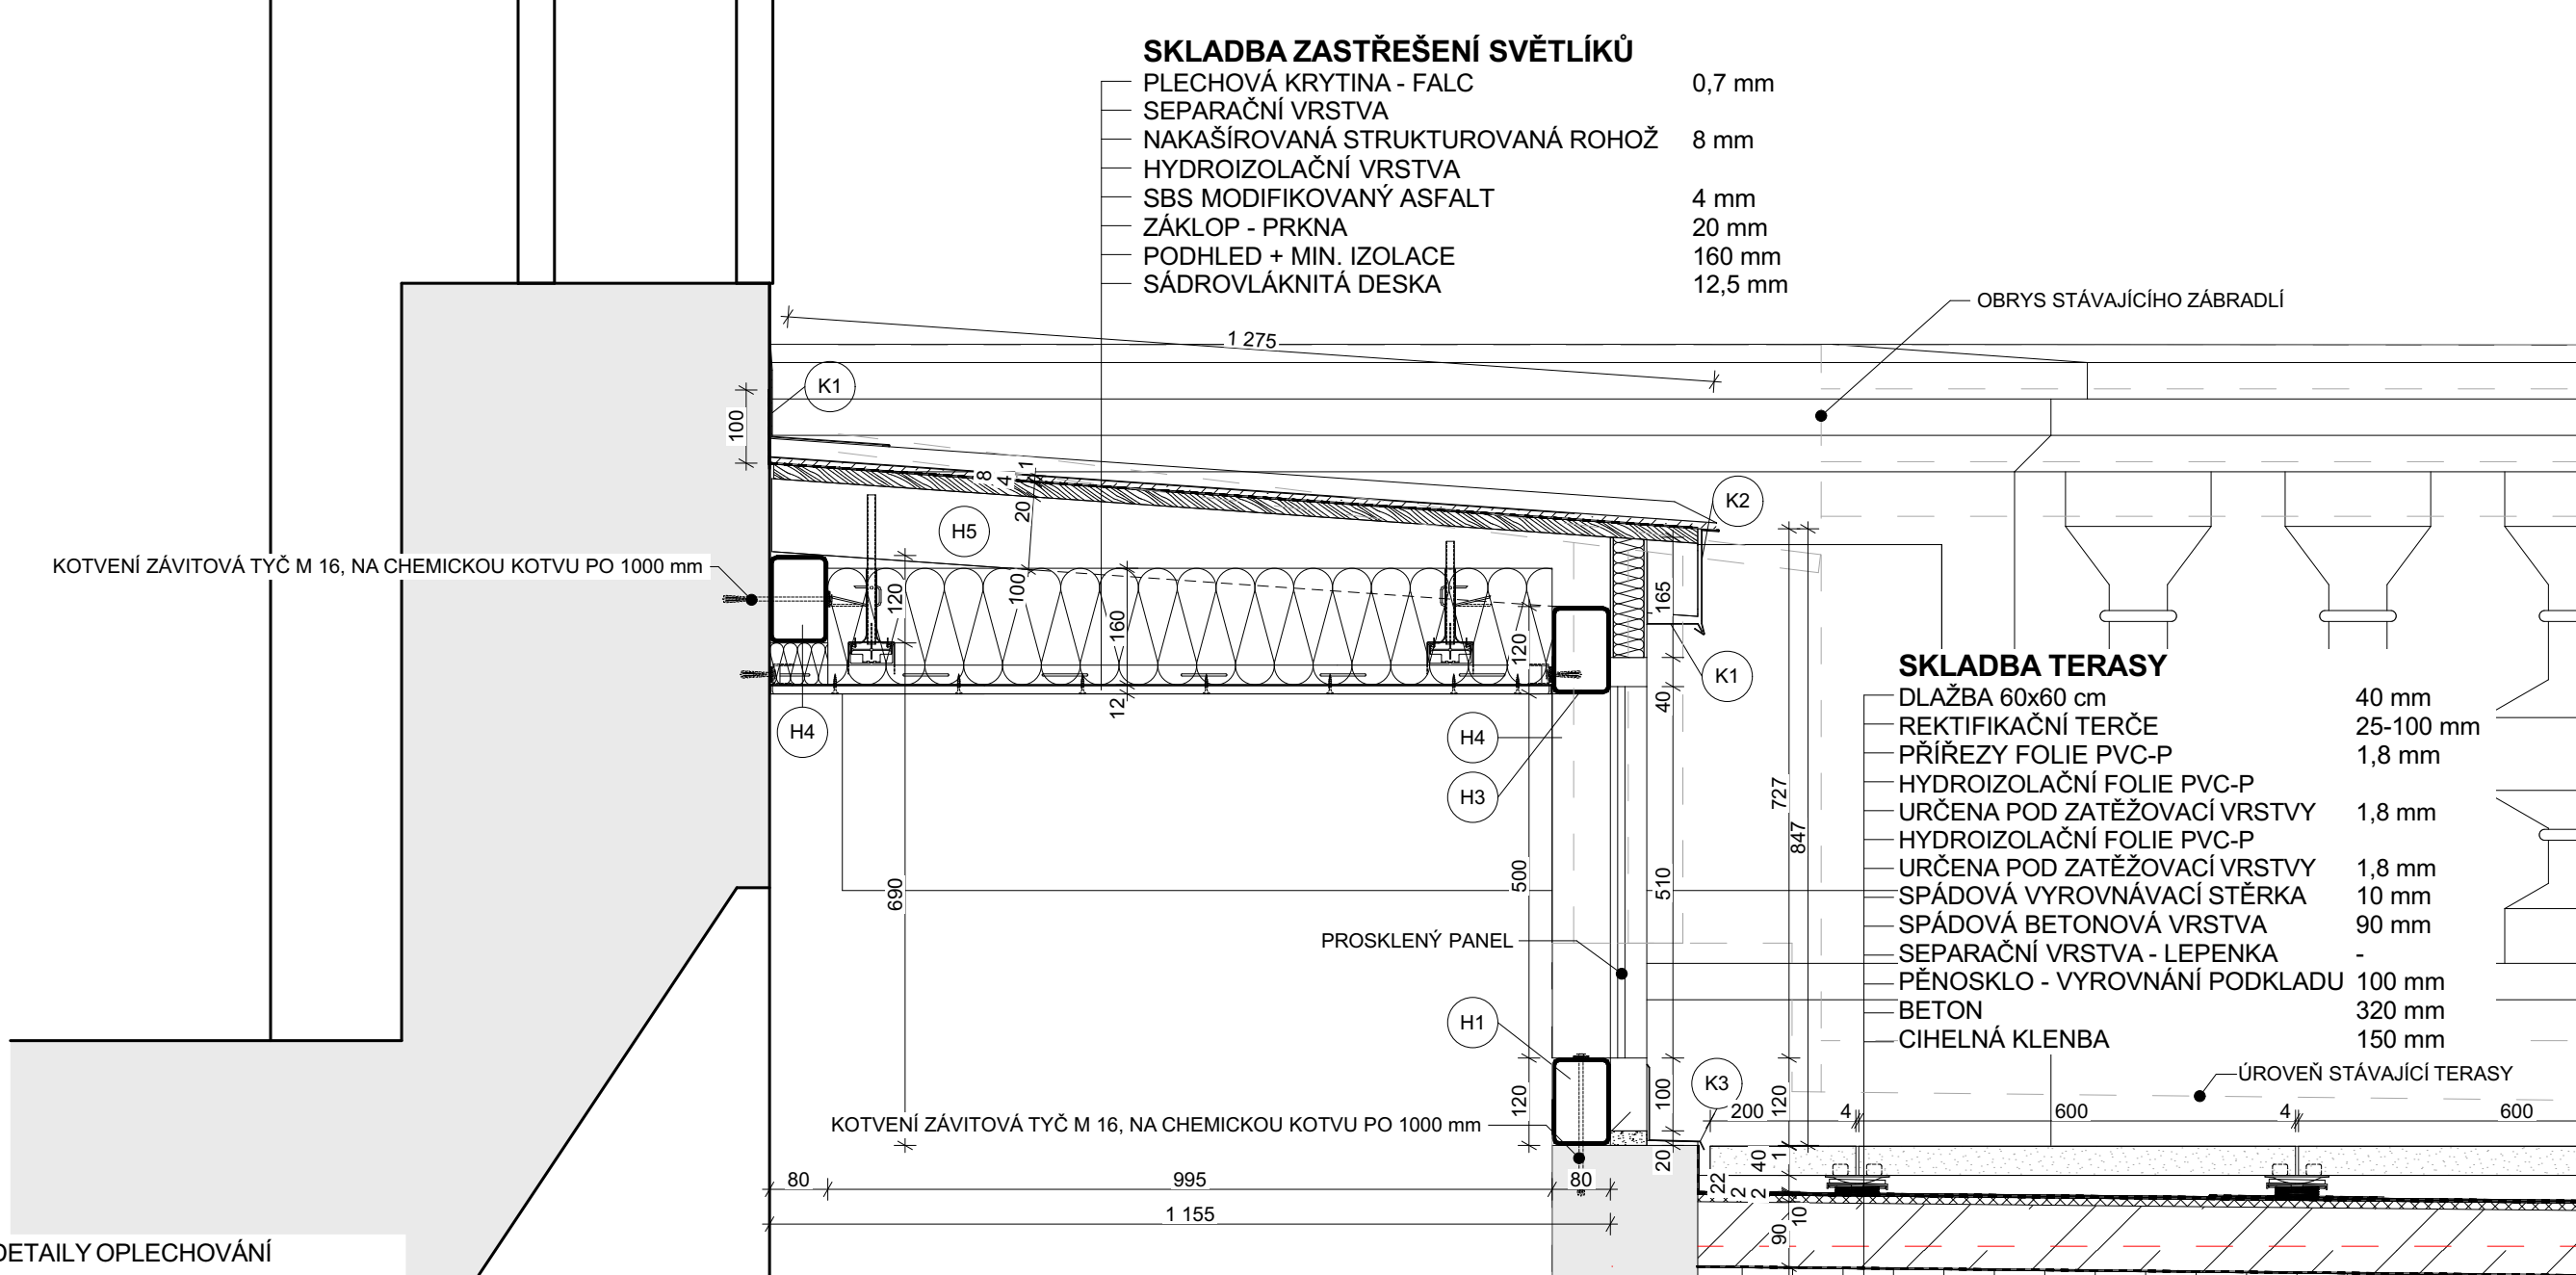 SKLADBA ZASTŘEŠENÍ SVĚTLÍKŮ
PLECHOVÁ KRYTINA - FALC 0,7 mm
SEPARAČNÍ VRSTVA
NAKAŠÍROVANÁ STRUKTUROVANÁ ROHOŽ 8 mm
HYDROIZOLAČNÍ VRSTVA
SBS MODIFIKOVANÝ ASFALT 4 mm
ZÁKLOP - PRKNA 20 mm
PODHLED + MIN. IZOLACE 160 mm
SÁDROVLÁKNITÁ DESKA 12,5 mm
OBRYS STÁVAJÍCÍHO ZÁBRADLÍ
1 275
K1
100
8
4
1
20
K2
H5
KOTVENÍ ZÁVITOVÁ TYČ M 16, NA CHEMICKOU KOTVU PO 1000 mm
120
100
160
165
120
12
K1
40
H4
H4
H3
SKLADBA TERASY
DLAŽBA 60x60 cm 40 mm
REKTIFIKAČNÍ TERČE 25-100 mm
PŘÍŘEZY FOLIE PVC-P 1,8 mm
HYDROIZOLAČNÍ FOLIE PVC-P
URČENA POD ZATĚŽOVACÍ VRSTVY 1,8 mm
HYDROIZOLAČNÍ FOLIE PVC-P
URČENA POD ZATĚŽOVACÍ VRSTVY 1,8 mm
SPÁDOVÁ VYROVNÁVACÍ STĚRKA 10 mm
SPÁDOVÁ BETONOVÁ VRSTVA 90 mm
SEPARAČNÍ VRSTVA - LEPENKA -
PĚNOSKLO - VYROVNÁNÍ PODKLADU 100 mm
BETON 320 mm
CIHELNÁ KLENBA 150 mm
727
847
690
500
510
PROSKLENÝ PANEL
H1
K3
ÚROVEŇ STÁVAJÍCÍ TERASY
120
100
120
200
4
600
4
600
KOTVENÍ ZÁVITOVÁ TYČ M 16, NA CHEMICKOU KOTVU PO 1000 mm
20
40
1
22
2
2
10
90
80
995
80
1 155
DETAILY OPLECHOVÁNÍ